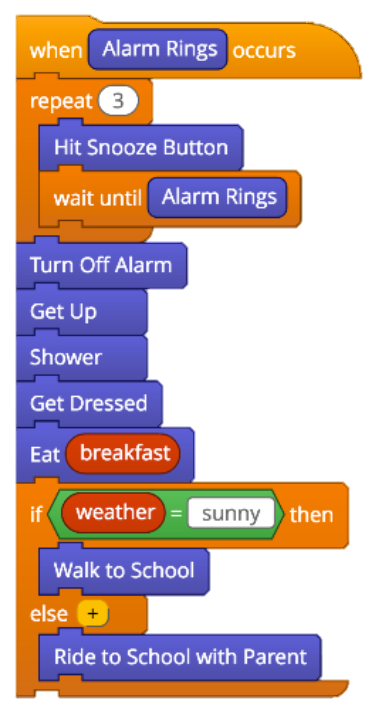 when Alarm Rings occurs
repeat 3
Hit Snooze Button
wait until Alarm Rings
Turn Off Alarm
Get Up
Shower
Get Dressed
Eat breakfast
if weather = sunny then
Walk to School
else +
Ride to School with Parent